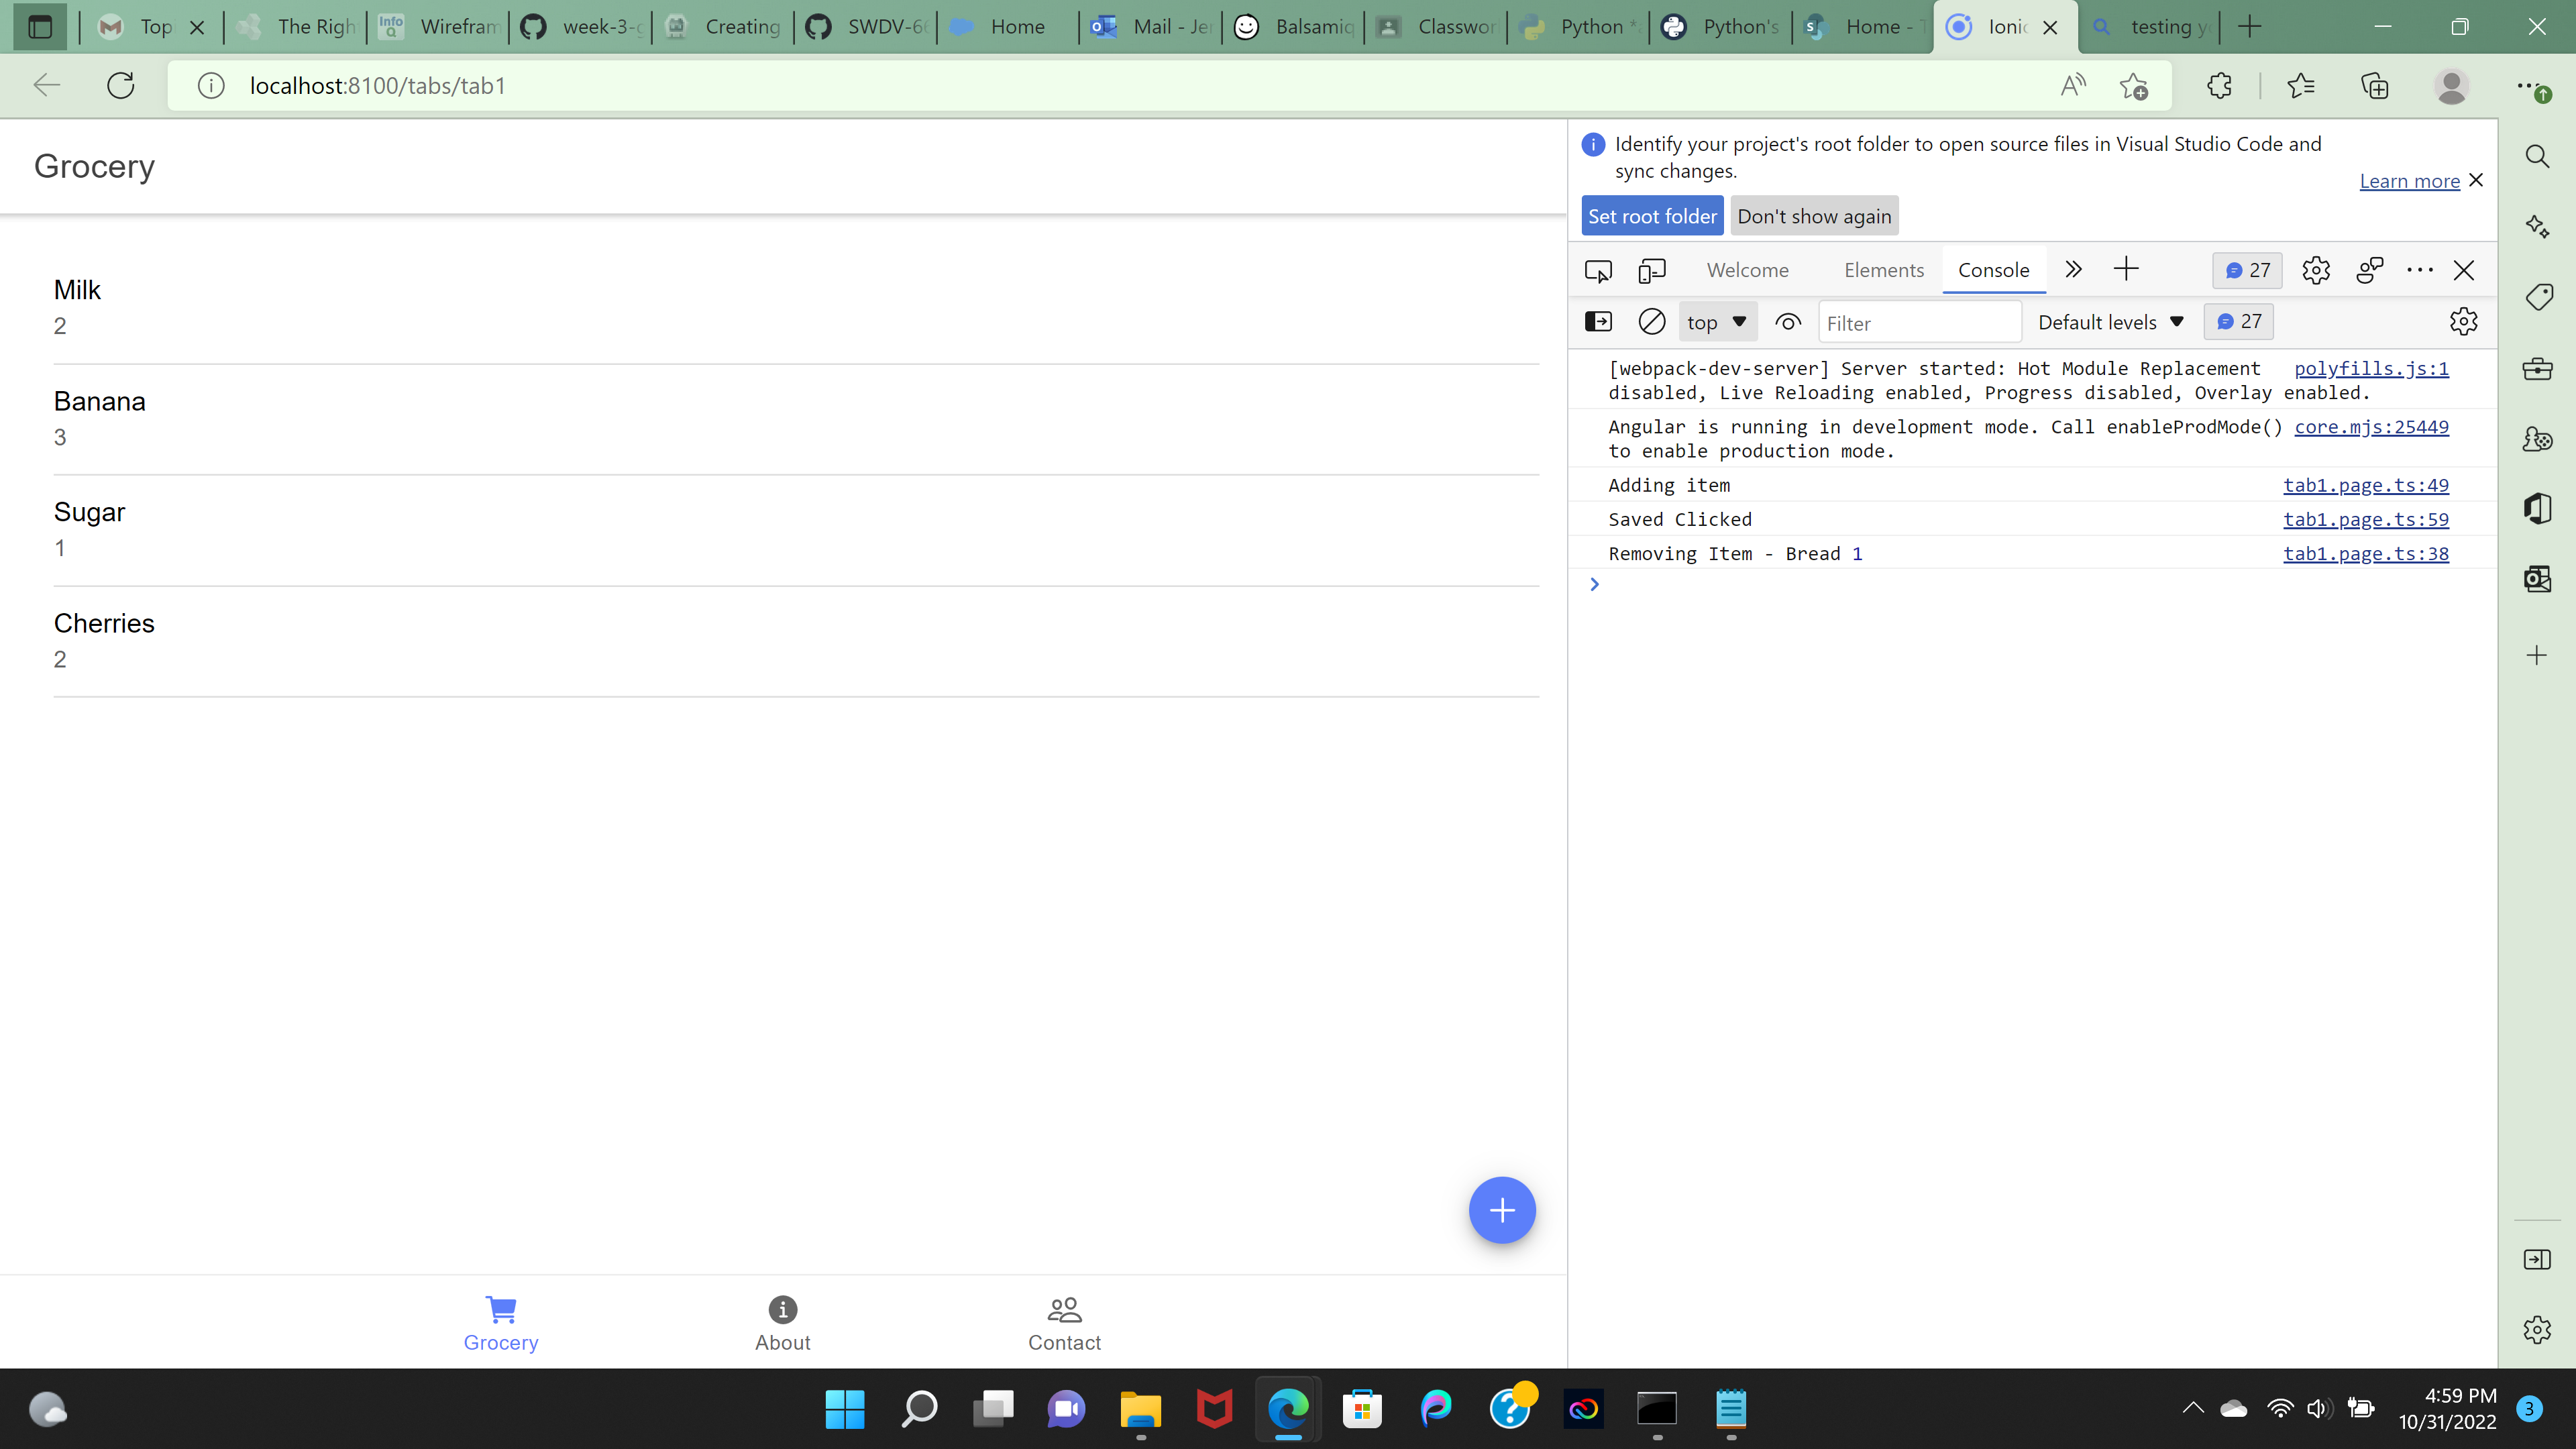 Top
The Righ
Info
Q
Wirefram
week-3-g
Creating
SWDV-66
Home
Mail - Jer
Balsamiq
Classwor
Python *
Python's
Home - T
Ionic
testing yo
localhost:8100/tabs/tab1
Grocery
Milk
2
Banana
3
Sugar
1
Cherries
2
Grocery
About
Contact
Identify your project's root folder to open source files in Visual Studio Code and
sync changes.
Learn more
Set root folder
Don't show again
Welcome
Elements
Console
27
top
Filter
Default levels
27
[webpack-dev-server] Server started: Hot Module Replacement polyfills.js:1
disabled, Live Reloading enabled, Progress disabled, Overlay enabled.
Angular is running in development mode. Call enableProdMode() core.mjs:25449
to enable production mode.
Adding item tab1.page.ts:49
Saved Clicked tab1.page.ts:59
Removing Item - Bread 1 tab1.page.ts:38
4:59 PM
10/31/2022
3